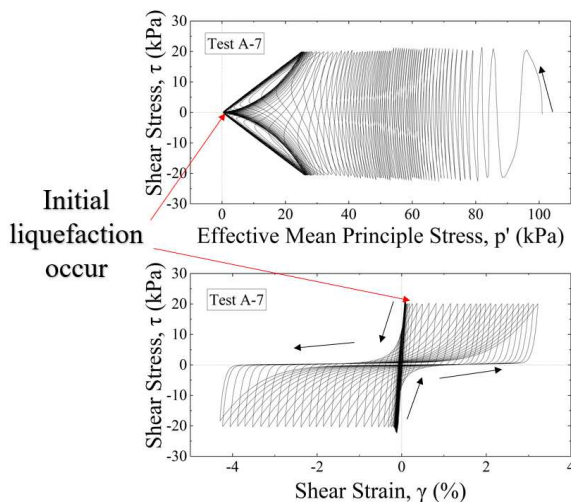 Test A-7
Shear Stress, τ (kPa)
30
20
10
0
-10
-20
-30
0 20 40 60 80 100
Effective Mean Principle Stress, p' (kPa)
Initial
liquefaction
occur
Test A-7
Shear Stress, τ (kPa)
30
20
10
0
-10
-20
-30
-4 -2 0 2 4
Shear Strain, γ (%)